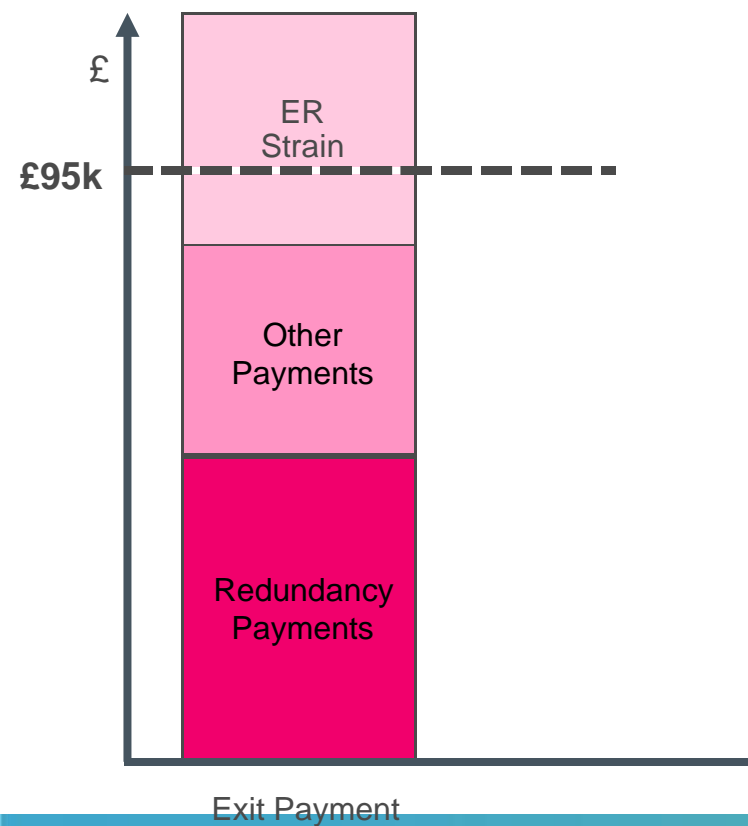 £
ER
Strain
£95k
Other
Payments
Redundancy
Payments
Exit Payment